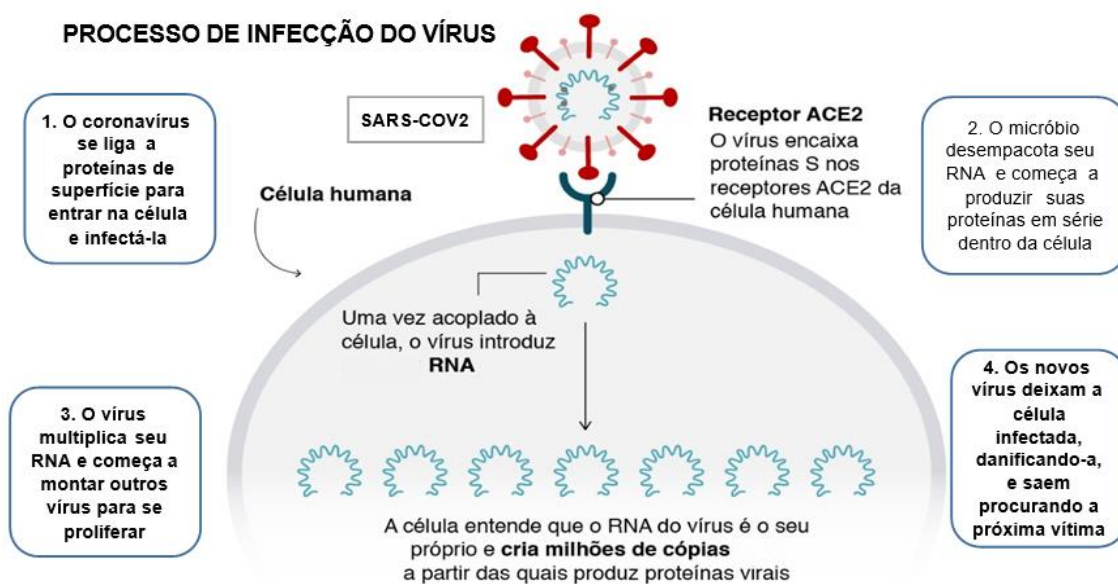 PROCESSO DE INFECÇÃO DO VÍRUS
1. O coronavírus
se liga a
proteínas de
superfície para
entrar na célula
e infectá-la
SARS-COV2
Célula humana
Receptor ACE2
O vírus encaixa
proteínas S nos
receptores ACE2 da
célula humana
2. O micróbio
desempacota seu
RNA e começa a
produzir suas
proteínas em série
dentro da célula
Uma vez acoplado à
célula, o vírus introduz
RNA
3. O vírus
multiplica seu
RNA e começa a
montar outros
vírus para se
proliferar
4. Os novos
vírus deixam a
célula
infectada,
danificando-a,
e saem
procurando a
próxima vítima
A célula entende que o RNA do vírus é o seu
próprio e cria milhões de cópias
a partir das quais produz proteínas virais